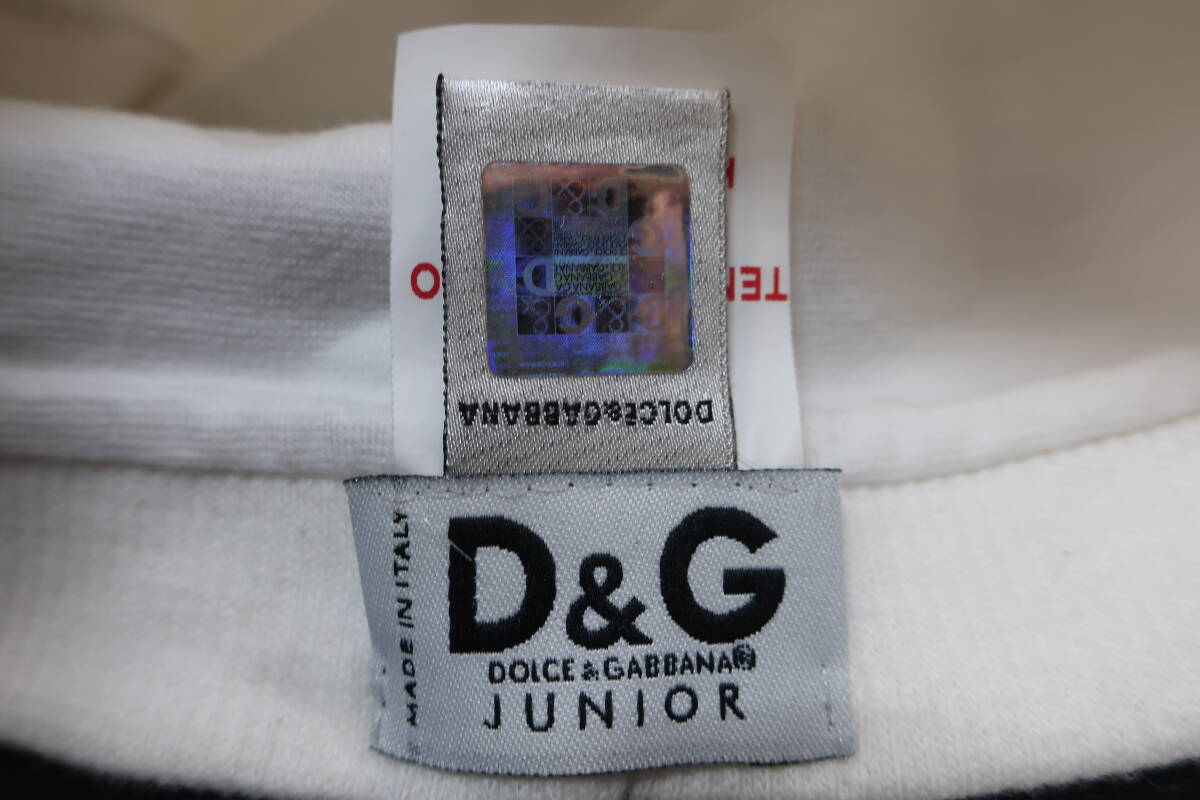 DOLCE&GABBANA
D&G
DOLCE & GABBANA®
JUNIOR
MADE IN ITALY